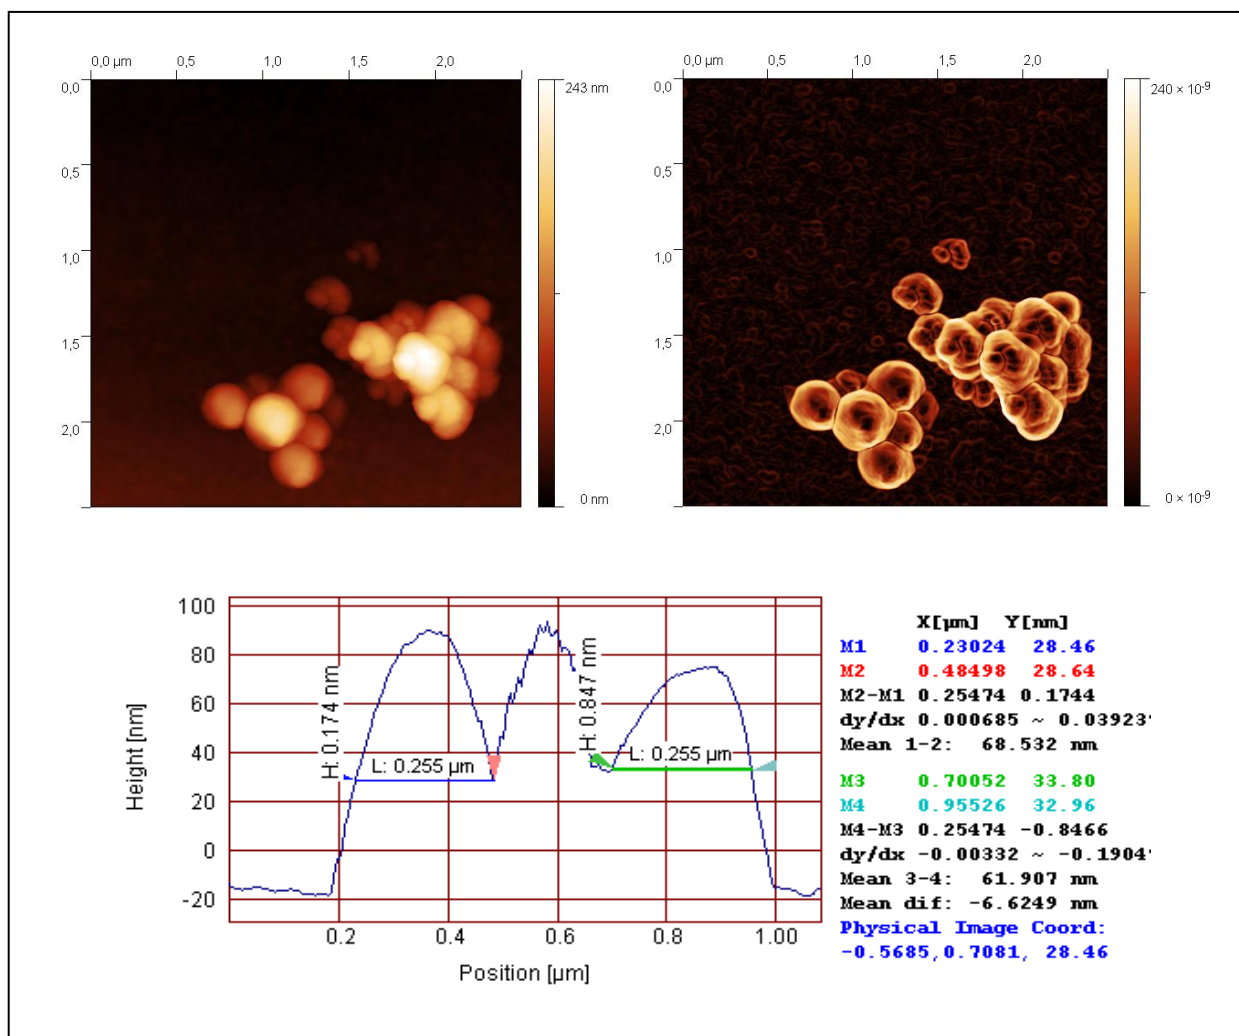 0,0 µm 0,5 1,0 1,5 2,0
0,0
0,5
1,0
1,5
2,0
243 nm
0 nm
0,0 µm 0,5 1,0 1,5 2,0
0,0
0,5
1,0
1,5
2,0
240 × 10-9
0 × 10-9
Height [nm]
100
80
60
40
20
0
-20
H: 0.174 nm
L: 0.255 µm
H: 0.847 nm
L: 0.255 µm
0.2 0.4 0.6 0.8 1.00
Position [µm]
X[µm] Y[nm]
M1 0.23024 28.46
M2 0.48498 28.64
M2-M1 0.25474 0.1744
dy/dx 0.000685 ~ 0.03923°
Mean 1-2: 68.532 nm
M3 0.70052 33.80
M4 0.95526 32.96
M4-M3 0.25474 -0.8466
dy/dx -0.00332 ~ -0.1904°
Mean 3-4: 61.907 nm
Mean dif: -6.6249 nm
Physical Image Coord:
-0.5685,0.7081, 28.46